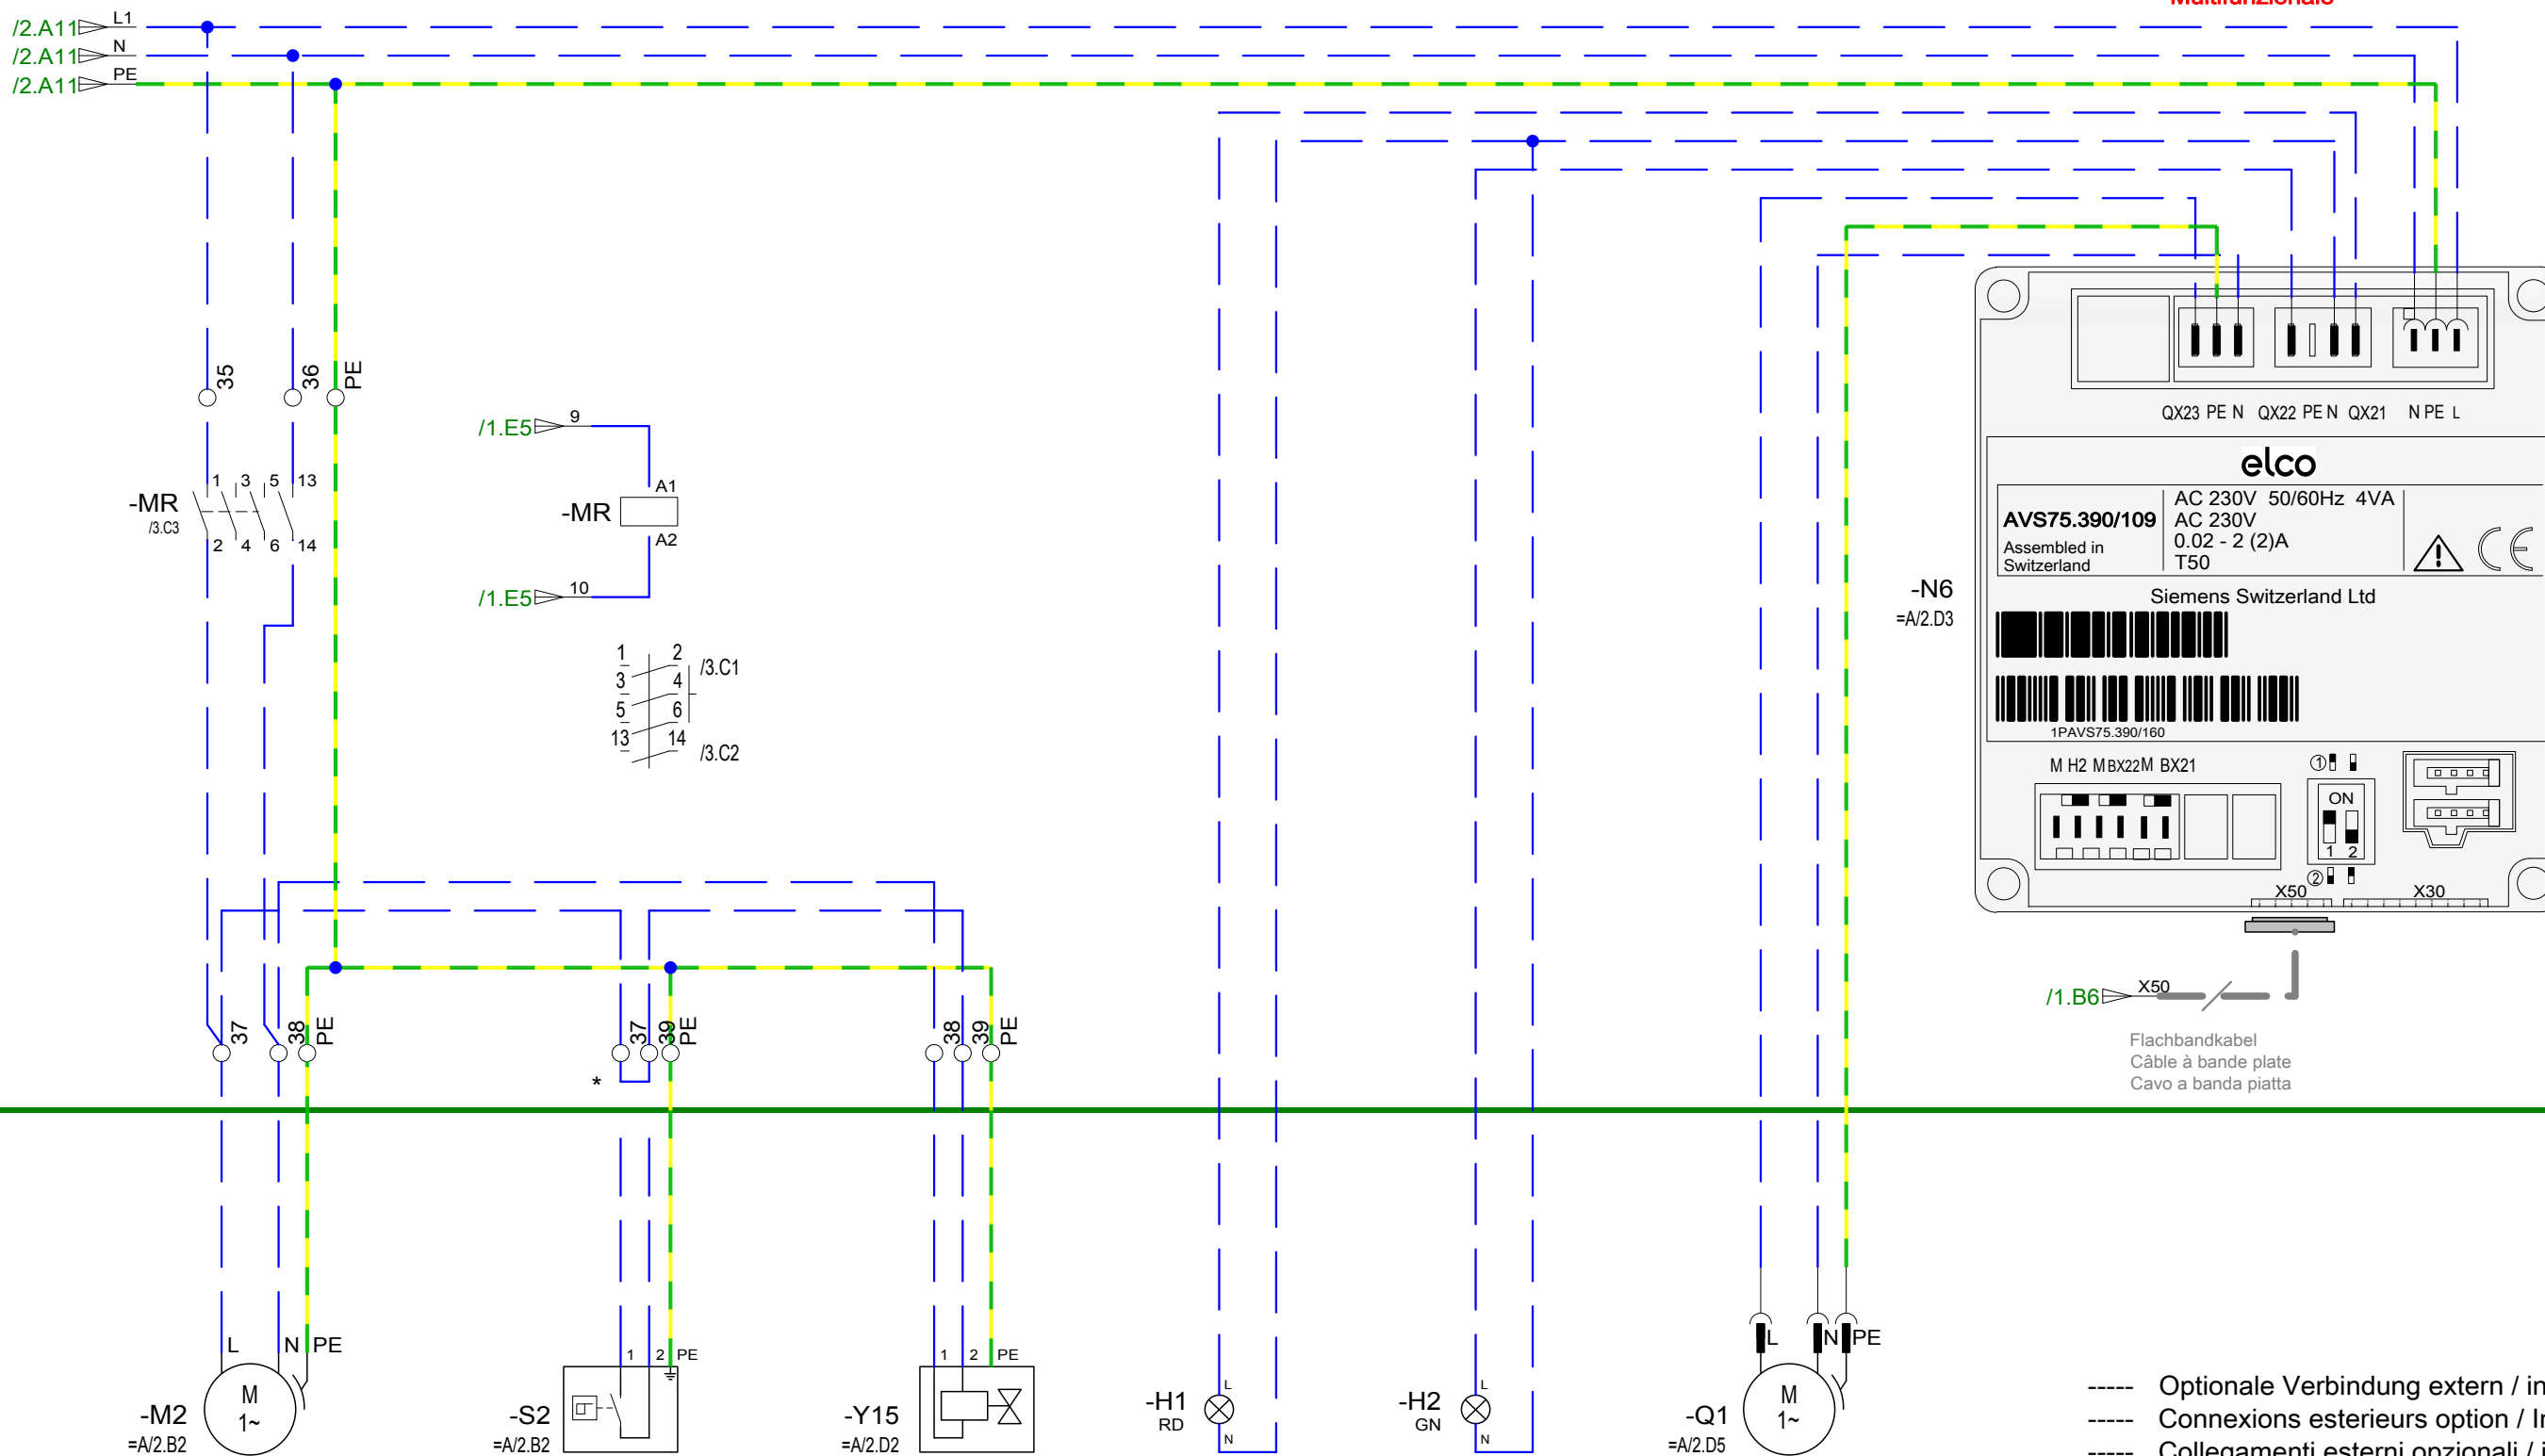 /2.A11 L1
/2.A11 N
/2.A11 PE
35 36 PE
/1.E5 9
-MR
/3.C3
1 3 5 13
2 4 6 14
A1
-MR
A2
/1.E5 10
1 2 /3.C1
3 4
5 6
13 14 /3.C2
QX23 PE N QX22 PE N QX21 N PE L
elco
AVS75.390/109
Assembled in
Switzerland
AC 230V 50/60Hz 4VA
AC 230V
0.02 - 2 (2)A
T50
CE
-N6
=A/2.D3
Siemens Switzerland Ltd
1PAVS75.390/160
M H2 M BX22 M BX21
1
ON
1 2
2
X50 X30
/1.B6 X50
Flachbandkabel
Câble à bande plate
Cavo a banda piatta
37 38 PE 37 39 PE 38 39 PE
*
L N PE
M
1~
-M2
=A/2.B2
1 2 PE
-S2
=A/2.B2
1 2 PE
-Y15
=A/2.D2
L
-H1
RD
N
L
-H2
GN
N
L N PE
M
1~
-Q1
=A/2.D5
----- Optionale Verbindung extern /
----- Connexions esterieurs option /
----- Collegamenti esterni opzionali /